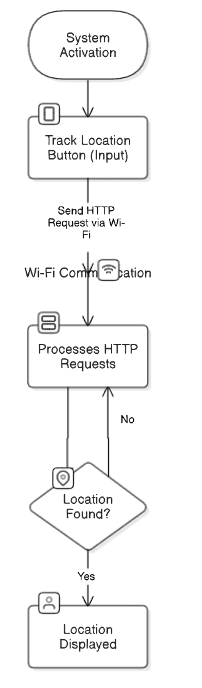 System
Activation
Track Location
Button (Input)
Send HTTP
Request via Wi-
Fi
Wi-Fi
Processes HTTP
Requests
No
Location
Found?
Yes
Location
Displayed